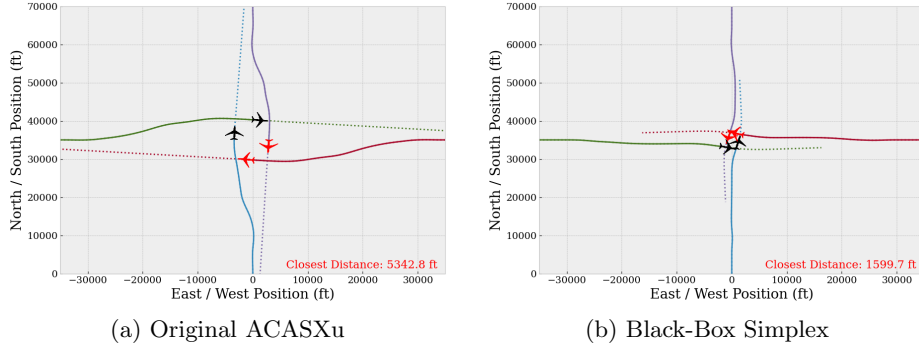 70000
60000
50000
40000
30000
20000
10000
0
North / South Position (ft)
−30000 −20000 −10000 0 10000 20000 30000
East / West Position (ft)
Closest Distance: 5342.8 ft
(a) Original ACASXu
70000
60000
50000
40000
30000
20000
10000
0
North / South Position (ft)
−30000 −20000 −10000 0 10000 20000 30000
East / West Position (ft)
Closest Distance: 1599.7 ft
(b) Black-Box Simplex